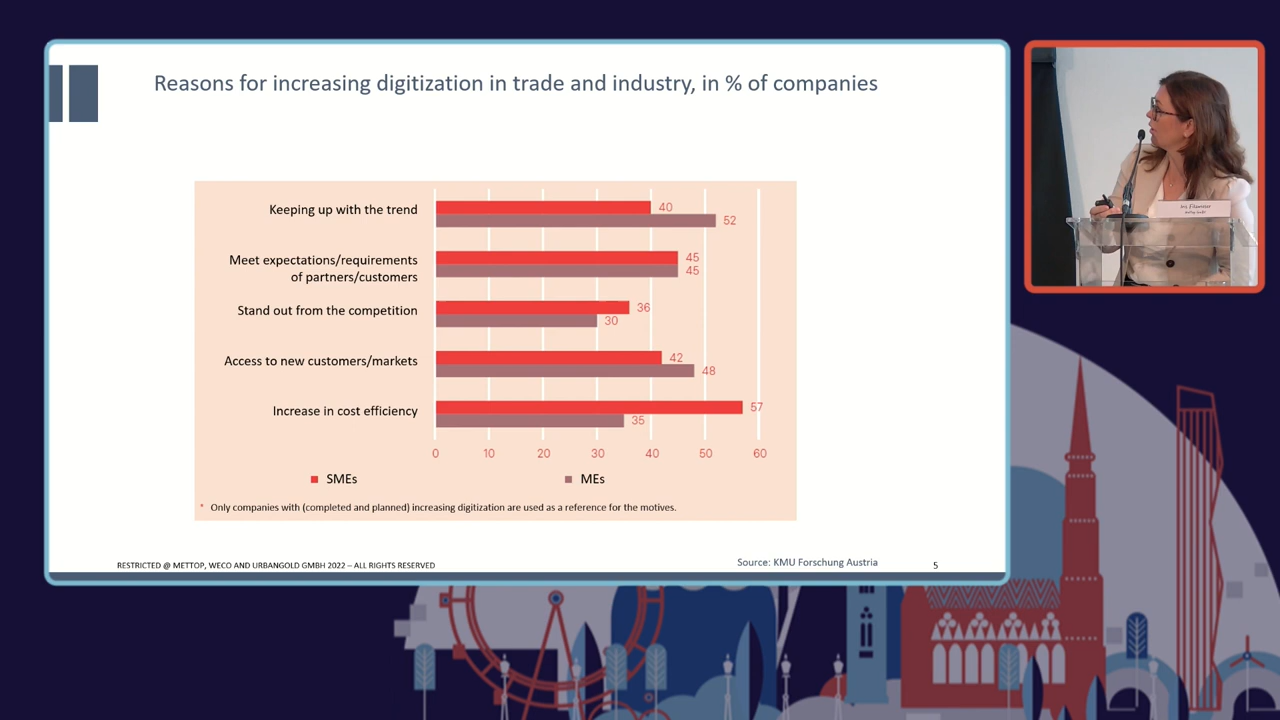 Reasons for increasing digitization in trade and industry, in % of companies
Keeping up with the trend
40
52
Meet expectations/requirements
of partners/customers
45
45
Stand out from the competition
36
30
Access to new customers/markets
42
48
Increase in cost efficiency
57
35
0 10 20 30 40 50 60
SMEs MEs
* Only companies with (completed and planned) increasing digitization are used as a reference for the motives.
RESTRICTED @ METTOP, WECO AND URBANGOLD GMBH 2022 – ALL RIGHTS RESERVED
Source: KMU Forschung Austria
5